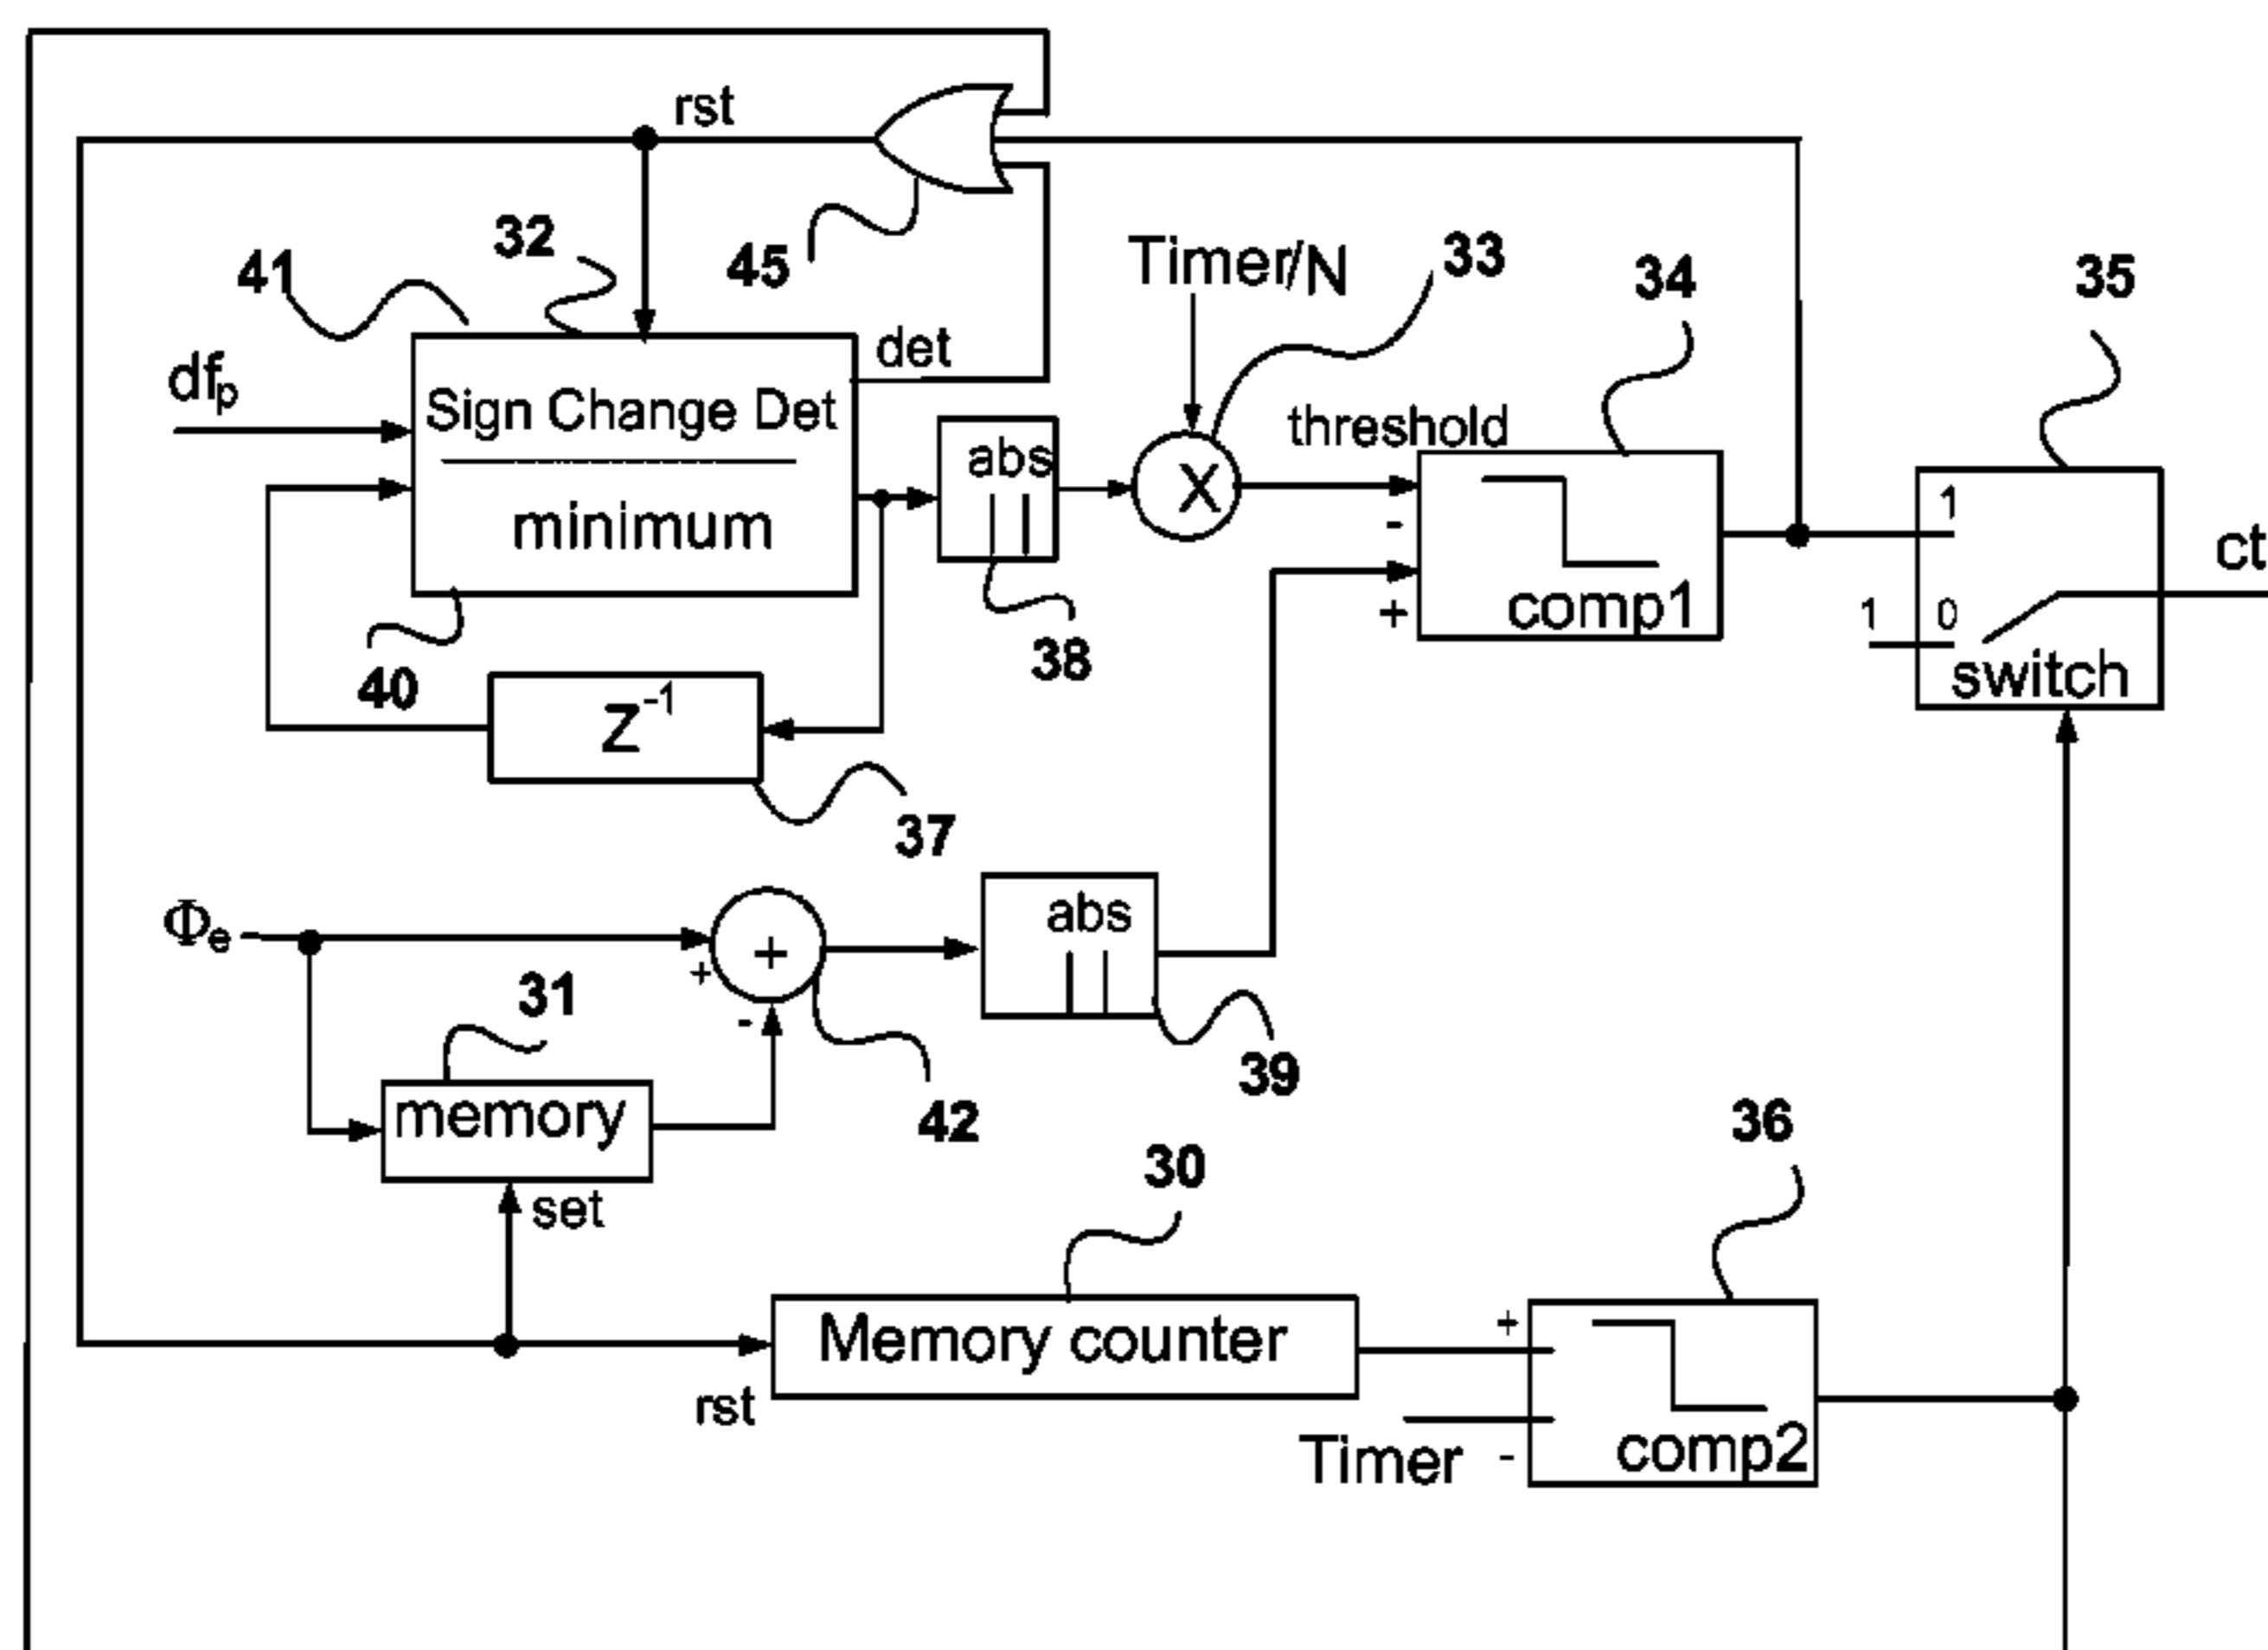 rst
32
41
45
Timer/N
33
34
35
df_p
det
Sign Change Det
minimum
abs
X
threshold
-
+
comp1
1
1 0
switch
ct
40
38
Z^-1
37
Φ_e
+
+
-
abs
31
memory
set
42
39
30
36
Memory counter
rst
+
Timer -
comp2